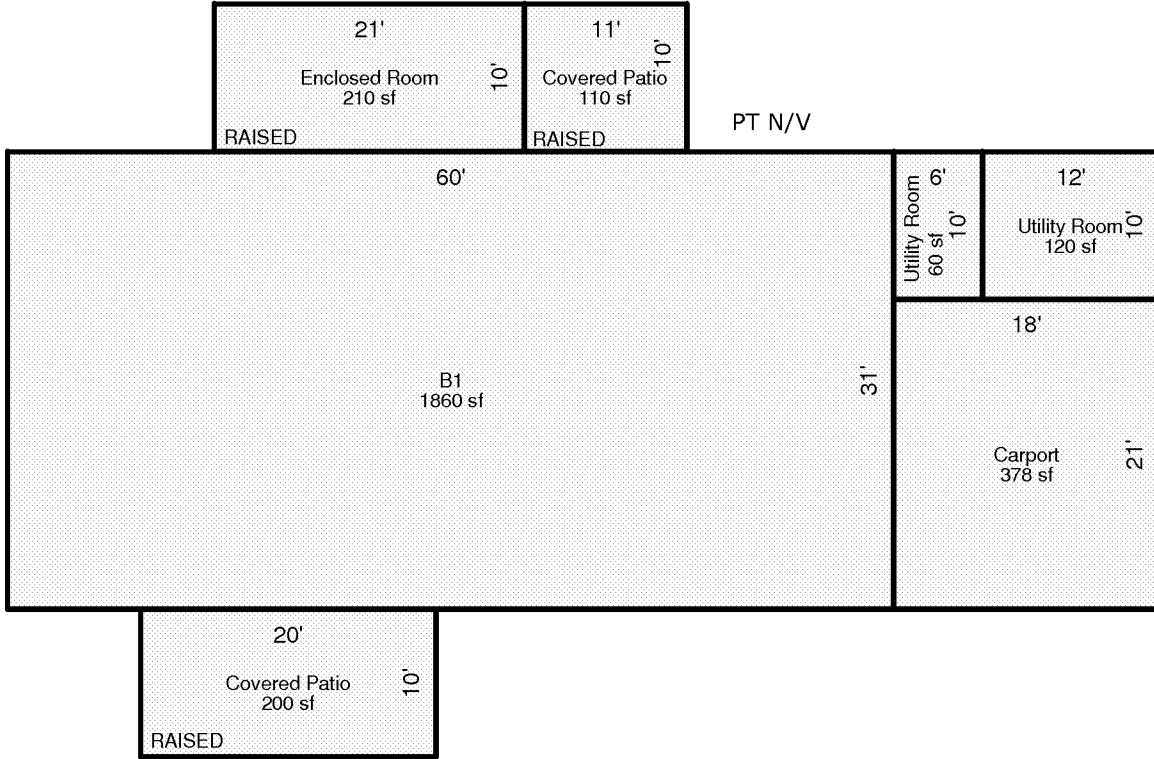 21'
Enclosed Room
210 sf
10'
RAISED
11'
Covered Patio
110 sf
10'
RAISED
PT N/V
60'
B1
1860 sf
31'
6'
Utility Room
60 sf
10'
12'
Utility Room
120 sf
10'
18'
Carport
378 sf
21'
20'
Covered Patio
200 sf
10'
RAISED